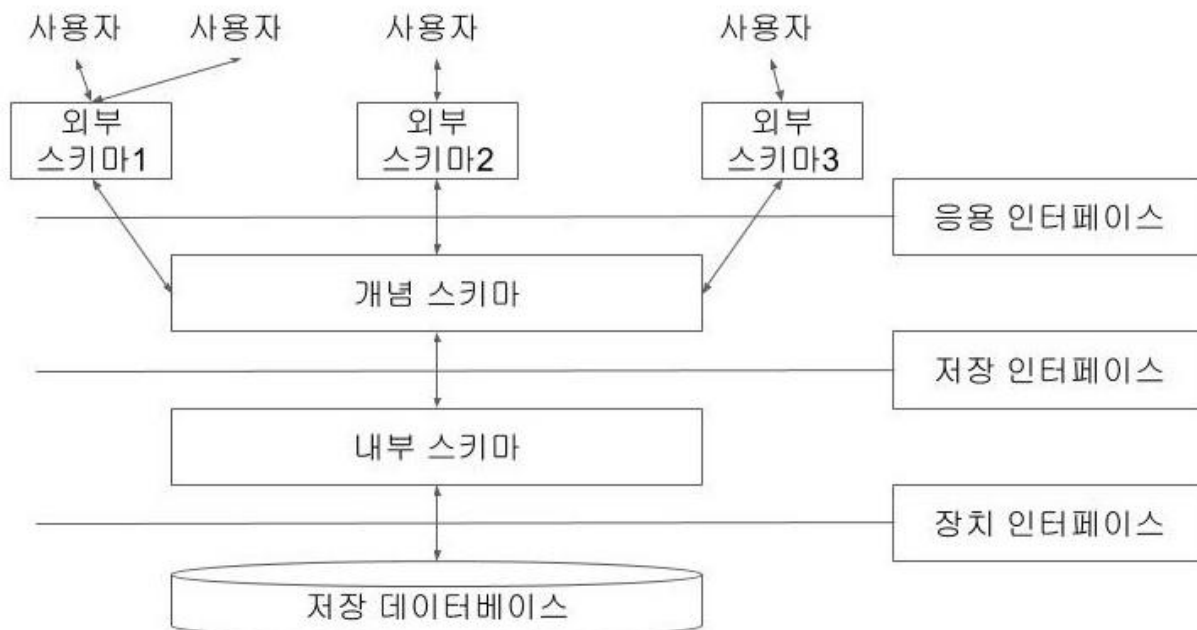 사용자
사용자
사용자
사용자
외부
스키마1
외부
스키마2
외부
스키마3
응용 인터페이스
개념 스키마
저장 인터페이스
내부 스키마
장치 인터페이스
저장 데이터베이스